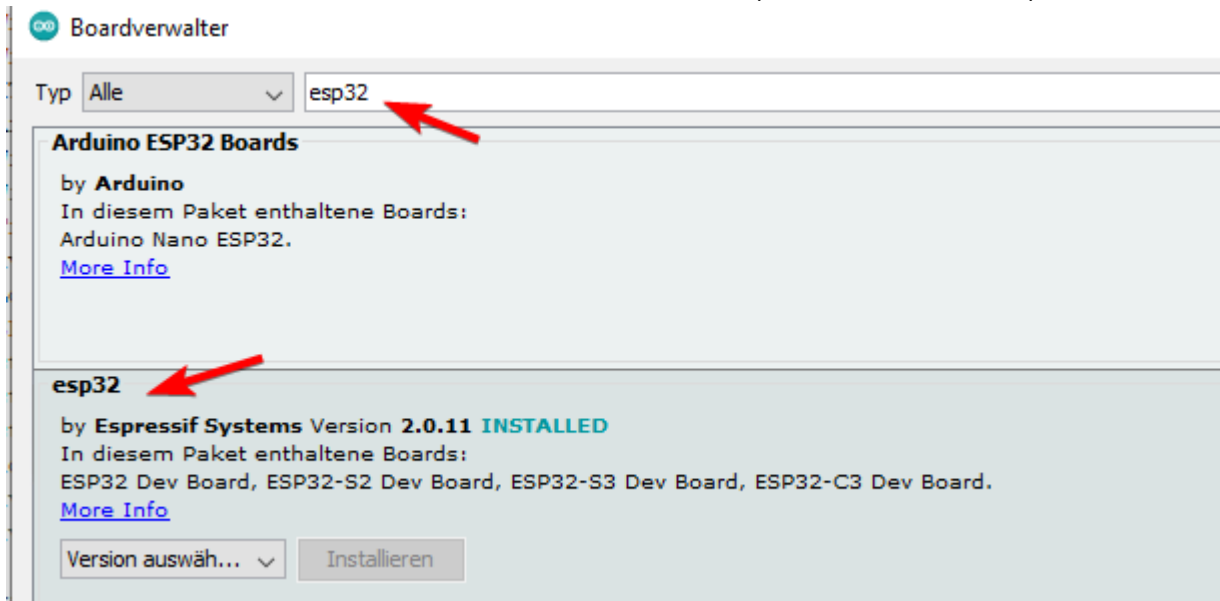 Boardverwalter
Typ Alle esp32
Arduino ESP32 Boards
by Arduino
In diesem Paket enthaltene Boards:
Arduino Nano ESP32.
More Info
esp32
by Espressif Systems Version 2.0.11 INSTALLED
In diesem Paket enthaltene Boards:
ESP32 Dev Board, ESP32-S2 Dev Board, ESP32-S3 Dev Board, ESP32-C3 Dev Board.
More Info
Version auswäh... Installieren